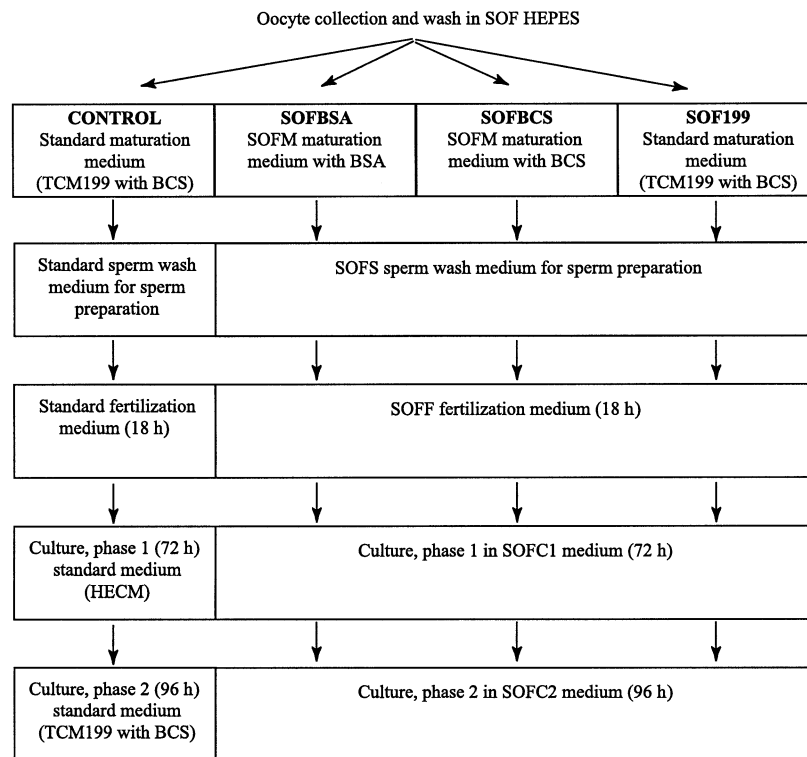 Oocyte collection and wash in SOF HEPES
CONTROL
Standard maturation
medium
(TCM199 with BCS)
SOFBSA
SOFM maturation
medium with BSA
SOFBCS
SOFM maturation
medium with BCS
SOF199
Standard maturation
medium
(TCM199 with BCS)
Standard sperm wash
medium for sperm
preparation
SOFS sperm wash medium for sperm preparation
Standard fertilization
medium (18 h)
SOFF fertilization medium (18 h)
Culture, phase 1 (72 h)
standard medium
(HECM)
Culture, phase 1 in SOFC1 medium (72 h)
Culture, phase 2 (96 h)
standard medium
(TCM199 with BCS)
Culture, phase 2 in SOFC2 medium (96 h)